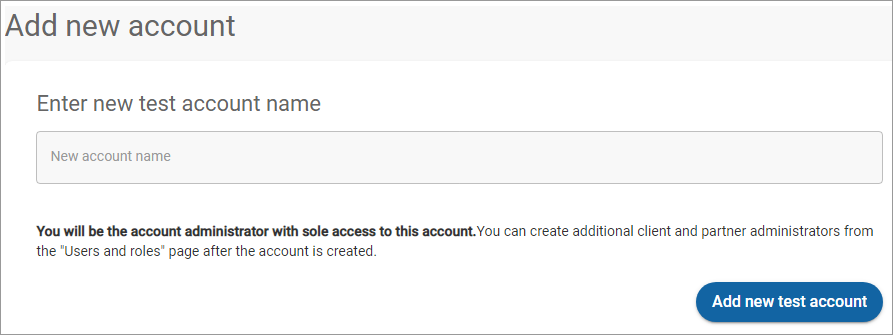 Add new account
Enter new test account name
New account name
You will be the account administrator with sole access to this account.You can create additional client and partner administrators from
the "Users and roles" page after the account is created.
Add new test account